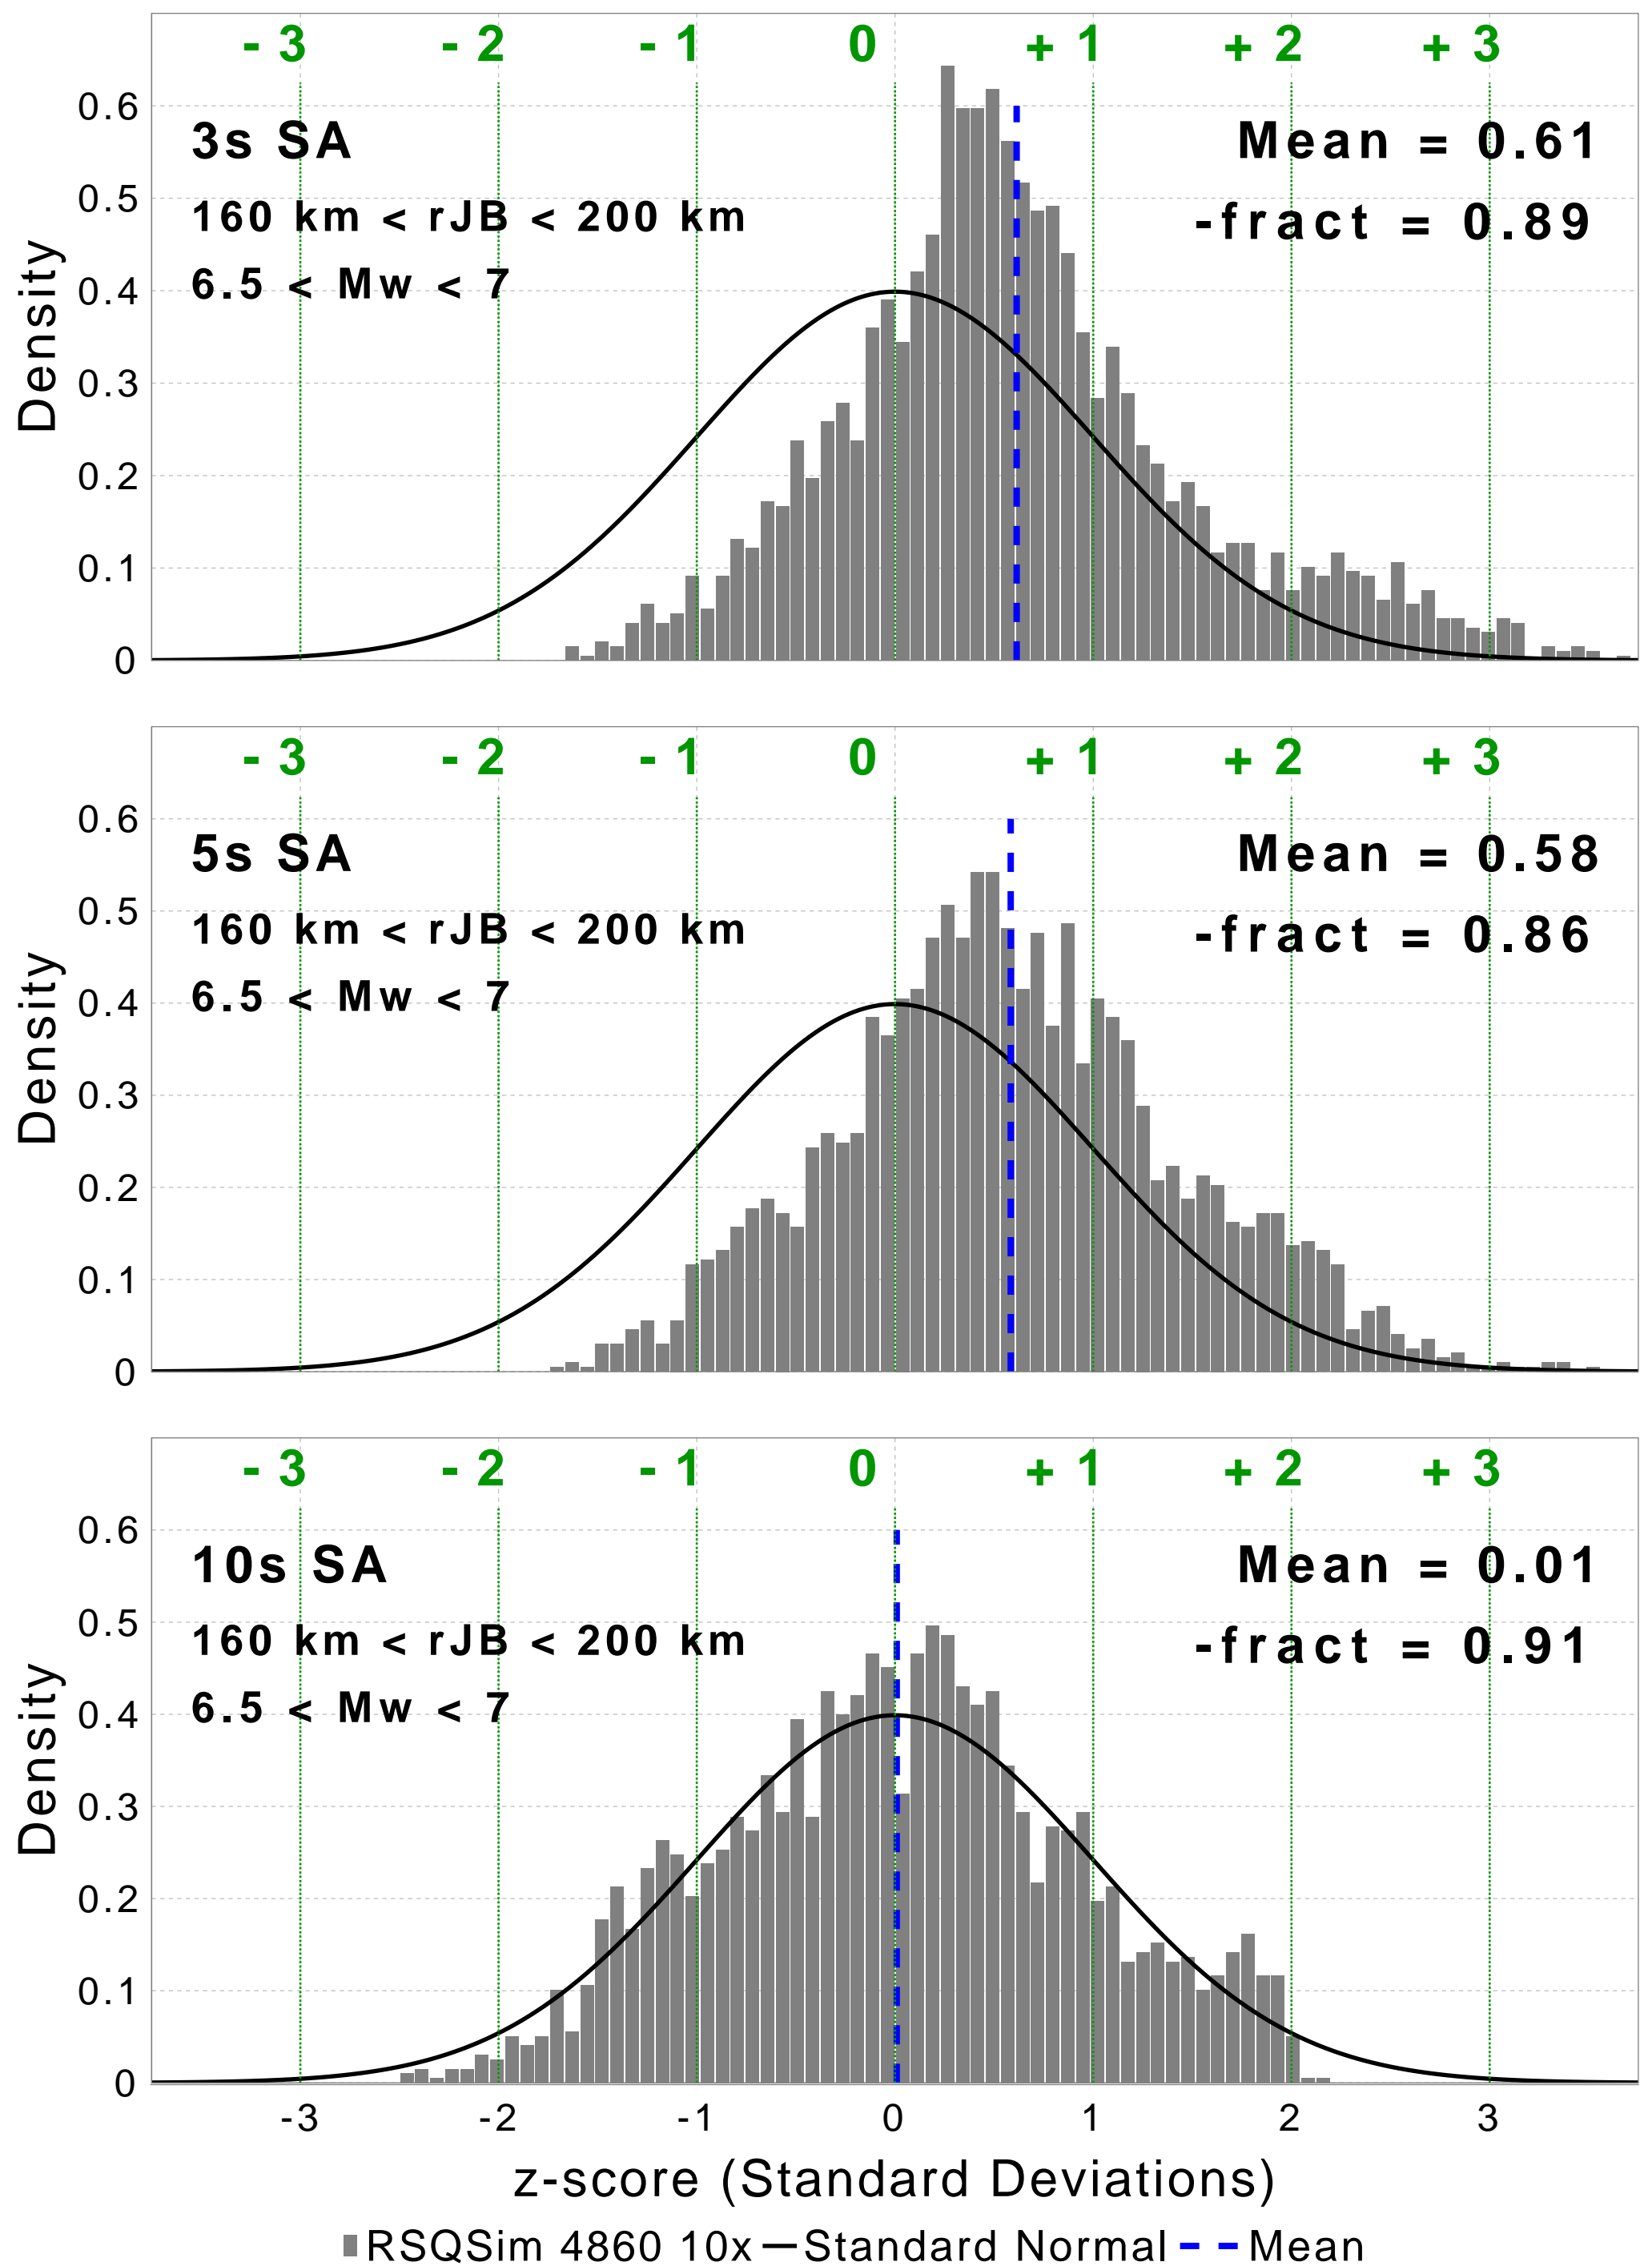 - 3 - 2 - 1 0 + 1 + 2 + 3
0.6
3s SA Mean = 0.61
0.5
160 km < rJB < 200 km -fract = 0.89
6.5 < Mw < 7
0.4
0.3
0.2
0.1
0
Density
- 3 - 2 - 1 0 + 1 + 2 + 3
0.6
5s SA Mean = 0.58
0.5
160 km < rJB < 200 km -fract = 0.86
6.5 < Mw < 7
0.4
0.3
0.2
0.1
0
Density
- 3 - 2 - 1 0 + 1 + 2 + 3
0.6
10s SA Mean = 0.01
0.5
160 km < rJB < 200 km -fract = 0.91
6.5 < Mw < 7
0.4
0.3
0.2
0.1
0
Density
-3 -2 -1 0 1 2 3
z-score (Standard Deviations)
RSQSim 4860 10x Standard Normal Mean